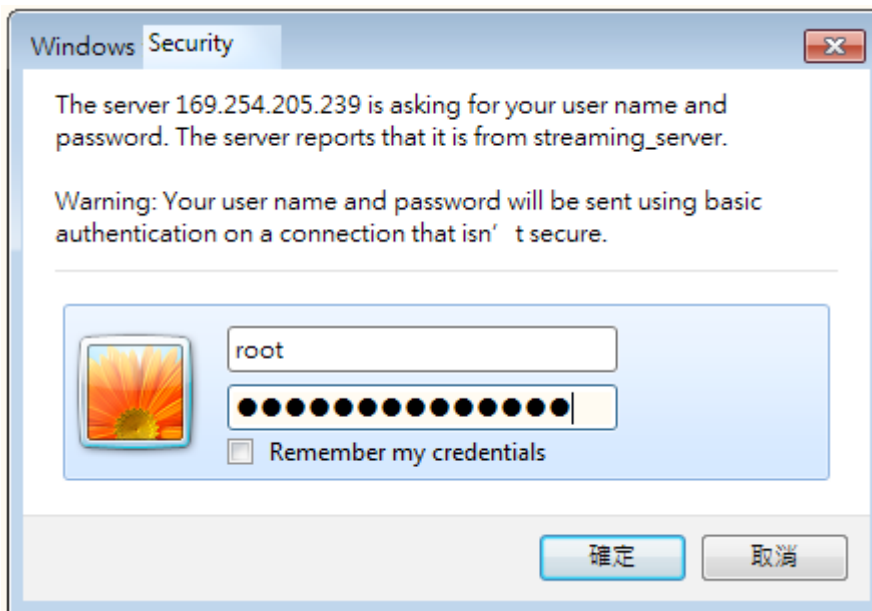 Windows Security
The server 169.254.205.239 is asking for your user name and
password. The server reports that it is from streaming_server.
Warning: Your user name and password will be sent using basic
authentication on a connection that isn’ t secure.
root
●●●●●●●●●●●●●●
Remember my credentials
確定
取消